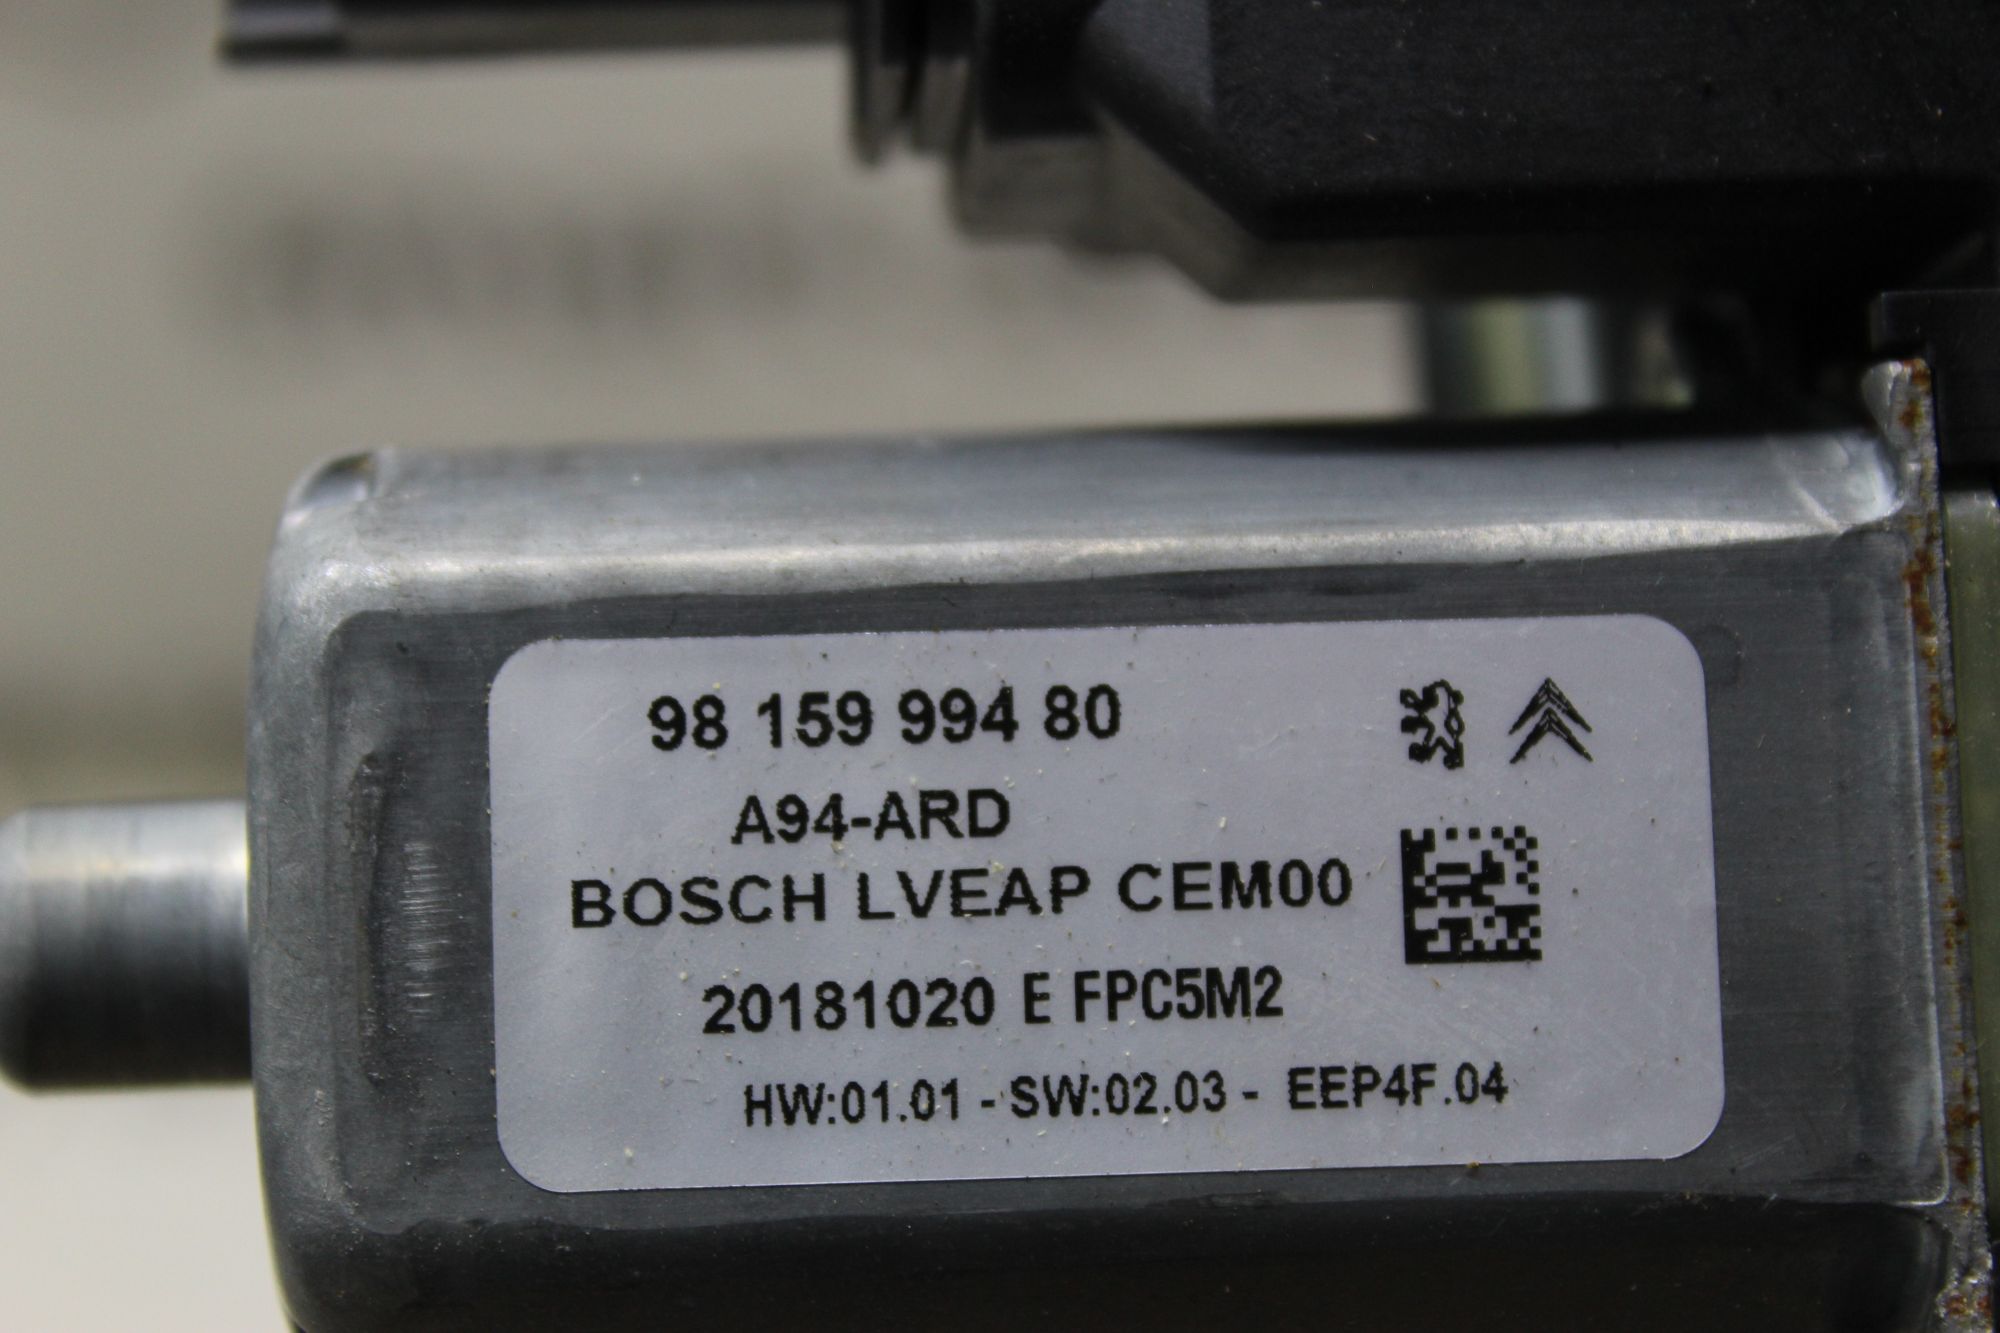 98 159 994 80
A94-ARD
BOSCH LVEAP CEM00
20181020 E FPC5M2
HW:01.01 - SW:02.03 - EEP4F.04